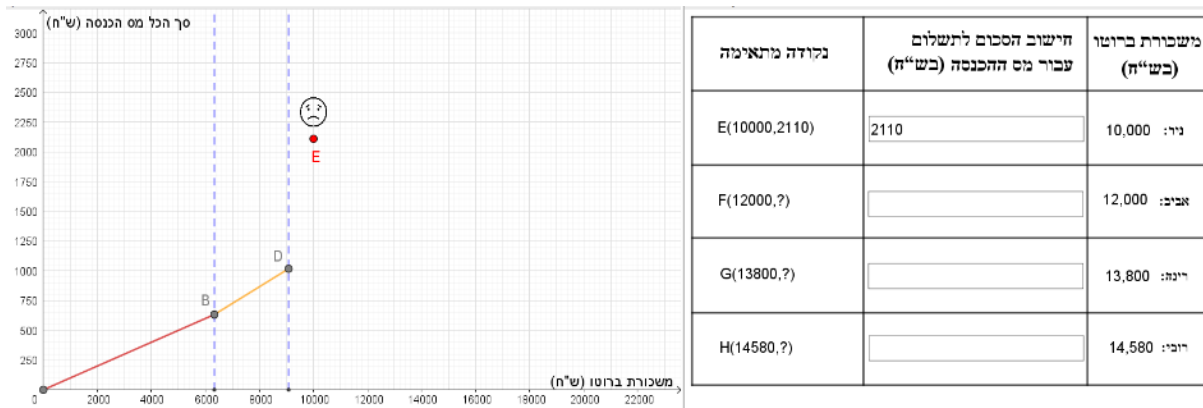 סך הכל מס הכנסה (ש"ח)
3000
2750
2500
2250
2000
1750
1500
1250
1000
750
500
250
0
E
D
B
משכורת ברוטו (ש"ח)
2000 4000 6000 8000 10000 12000 14000 16000 18000 20000 22000
משכורת ברוטו (בש"ח)
חישוב הסכום לתשלום עבור מס ההכנסה (בש"ח)
נקודה מתאימה
ניר: 10,000
2110
E(10000,2110)
אביב: 12,000
F(12000,?)
רינה: 13,800
G(13800,?)
רובי: 14,580
H(14580,?)